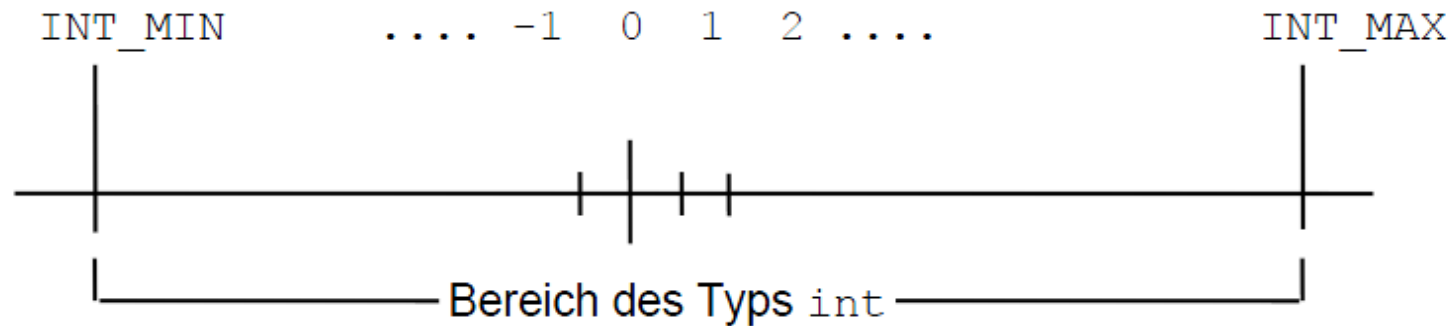 INT_MIN .... -1 0 1 2 .... INT_MAX
Bereich des Typs int